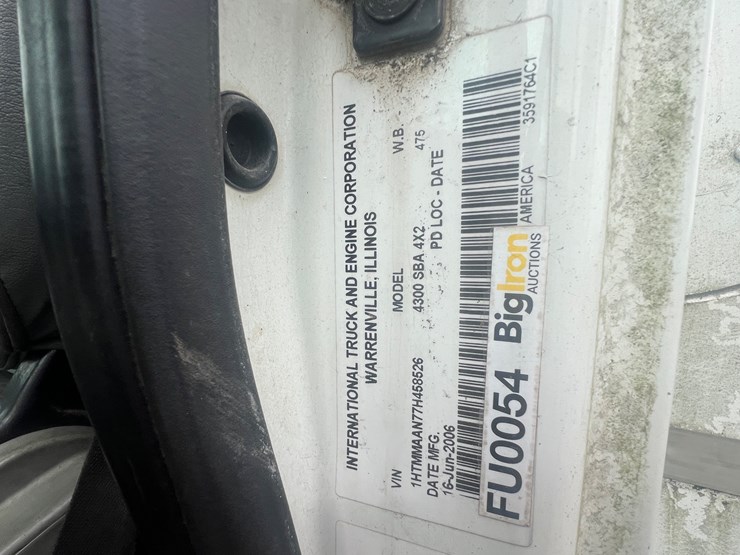 INTERNATIONAL TRUCK AND ENGINE CORPORATION
WARRENVILLE, ILLINOIS
VIN MODEL W.B.
1HTMMAAN77H458526 4300 SBA 4X2 475
DATE MFG. PD LOC - DATE
16-Jun-2006
AMERICA 3591764C1
FU0054 BigIron
AUCTIONS